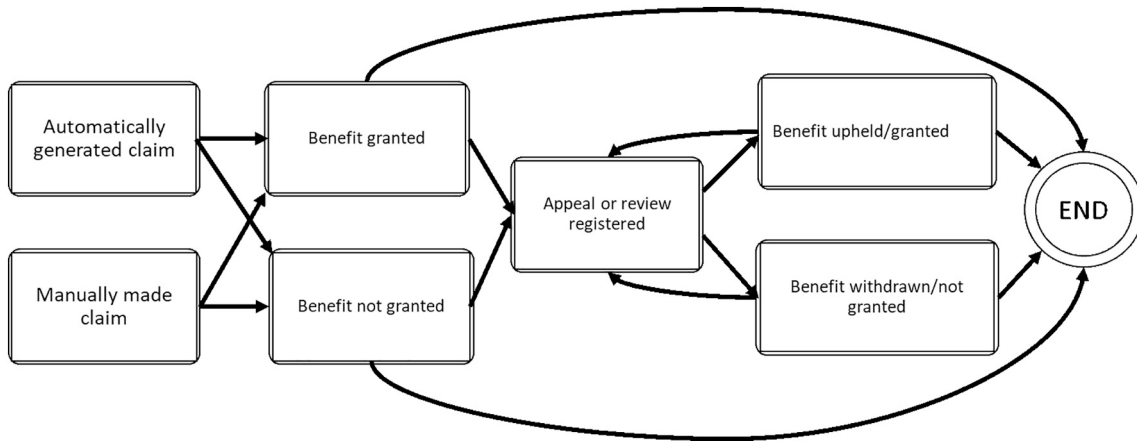 Automatically
generated claim
Manually made
claim
Benefit granted
Benefit not granted
Appeal or review
registered
Benefit upheld/granted
Benefit withdrawn/not
granted
END